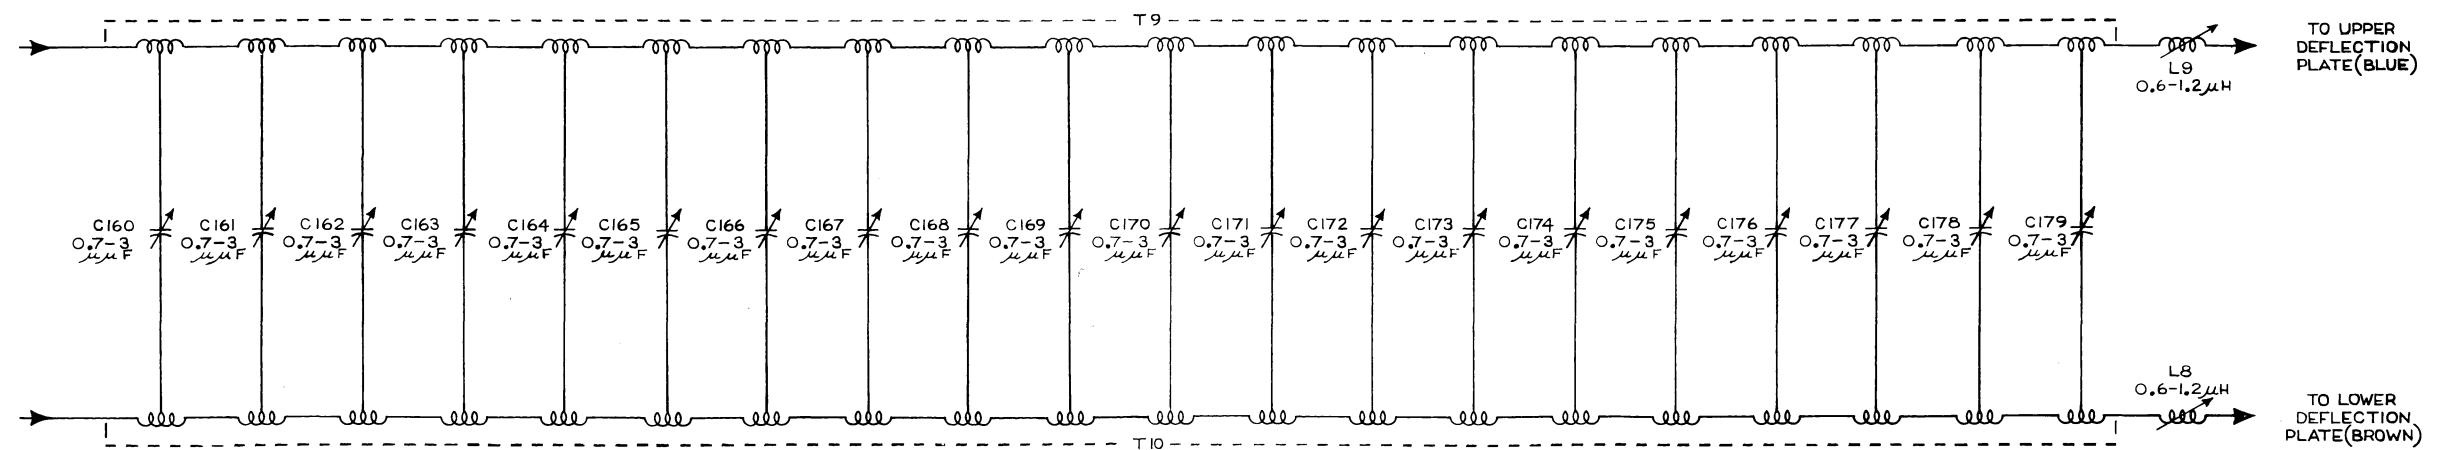 T9
TO UPPER
DEFLECTION
PLATE(BLUE)
L9
0.6-1.2μH
C160
0.7-3
μμF
C161
0.7-3
μμF
C162
0.7-3
μμF
C163
0.7-3
μμF
C164
0.7-3
μμF
C165
0.7-3
μμF
C166
0.7-3
μμF
C167
0.7-3
μμF
C168
0.7-3
μμF
C169
0.7-3
μμF
C170
0.7-3
μμF
C171
0.7-3
μμF
C172
0.7-3
μμF
C173
0.7-3
μμF
C174
0.7-3
μμF
C175
0.7-3
μμF
C176
0.7-3
μμF
C177
0.7-3
μμF
C178
0.7-3
μμF
C179
0.7-3
μμF
L8
0.6-1.2μH
TO LOWER
DEFLECTION
PLATE(BROWN)
T10